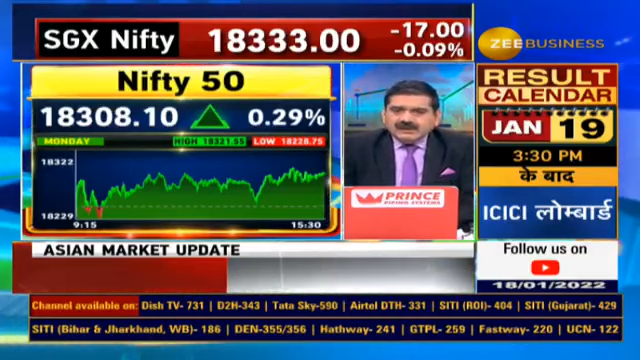 SGX Nifty 18333.00 -17.00
-0.09%
ZEE BUSINESS
Nifty 50
18308.10 0.29%
MONDAY HIGH 18321.55 LOW 18228.75
18322
18229
9:15 15:30
PRINCE
PIPING SYSTEMS
RESULT
CALENDAR
JAN 19
3:30 PM
के बाद
ICICI लोम्बार्ड
Follow us on
18/01/2022
ASIAN MARKET UPDATE
Channel available on: Dish TV- 731 | D2H-343 | Tata Sky-590 | Airtel DTH- 331 | SITI (ROI)- 404 | SITI (Gujarat)- 429
SITI (Bihar & Jharkhand, WB)- 186 | DEN-355/356 | Hathway- 241 | GTPL- 259 | Fastway- 220 | UCN- 122